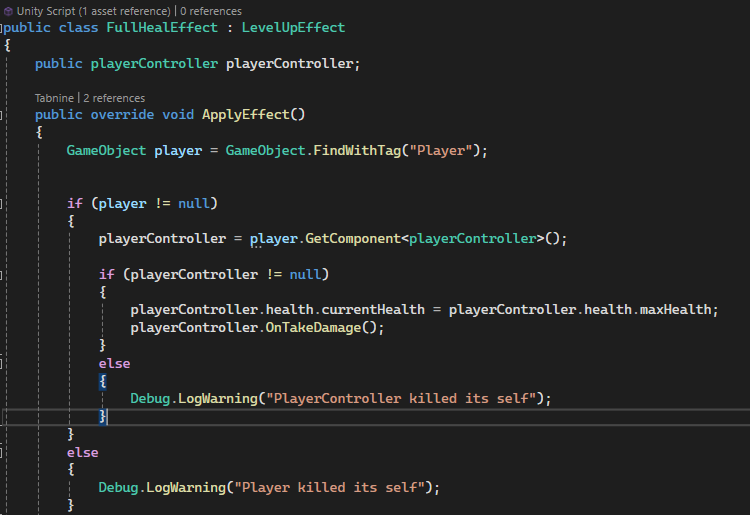 Unity Script (1 asset reference) | 0 references
public class FullHealEffect : LevelUpEffect
{
public playerController playerController;
Tabnine | 2 references
public override void ApplyEffect()
{
GameObject player = GameObject.FindWithTag("Player");
if (player != null)
{
playerController = player.GetComponent<playerController>();
if (playerController != null)
{
playerController.health.currentHealth = playerController.health.maxHealth;
playerController.OnTakeDamage();
}
else
{
Debug.LogWarning("PlayerController killed its self");
}
}
else
{
Debug.LogWarning("Player killed its self");
}